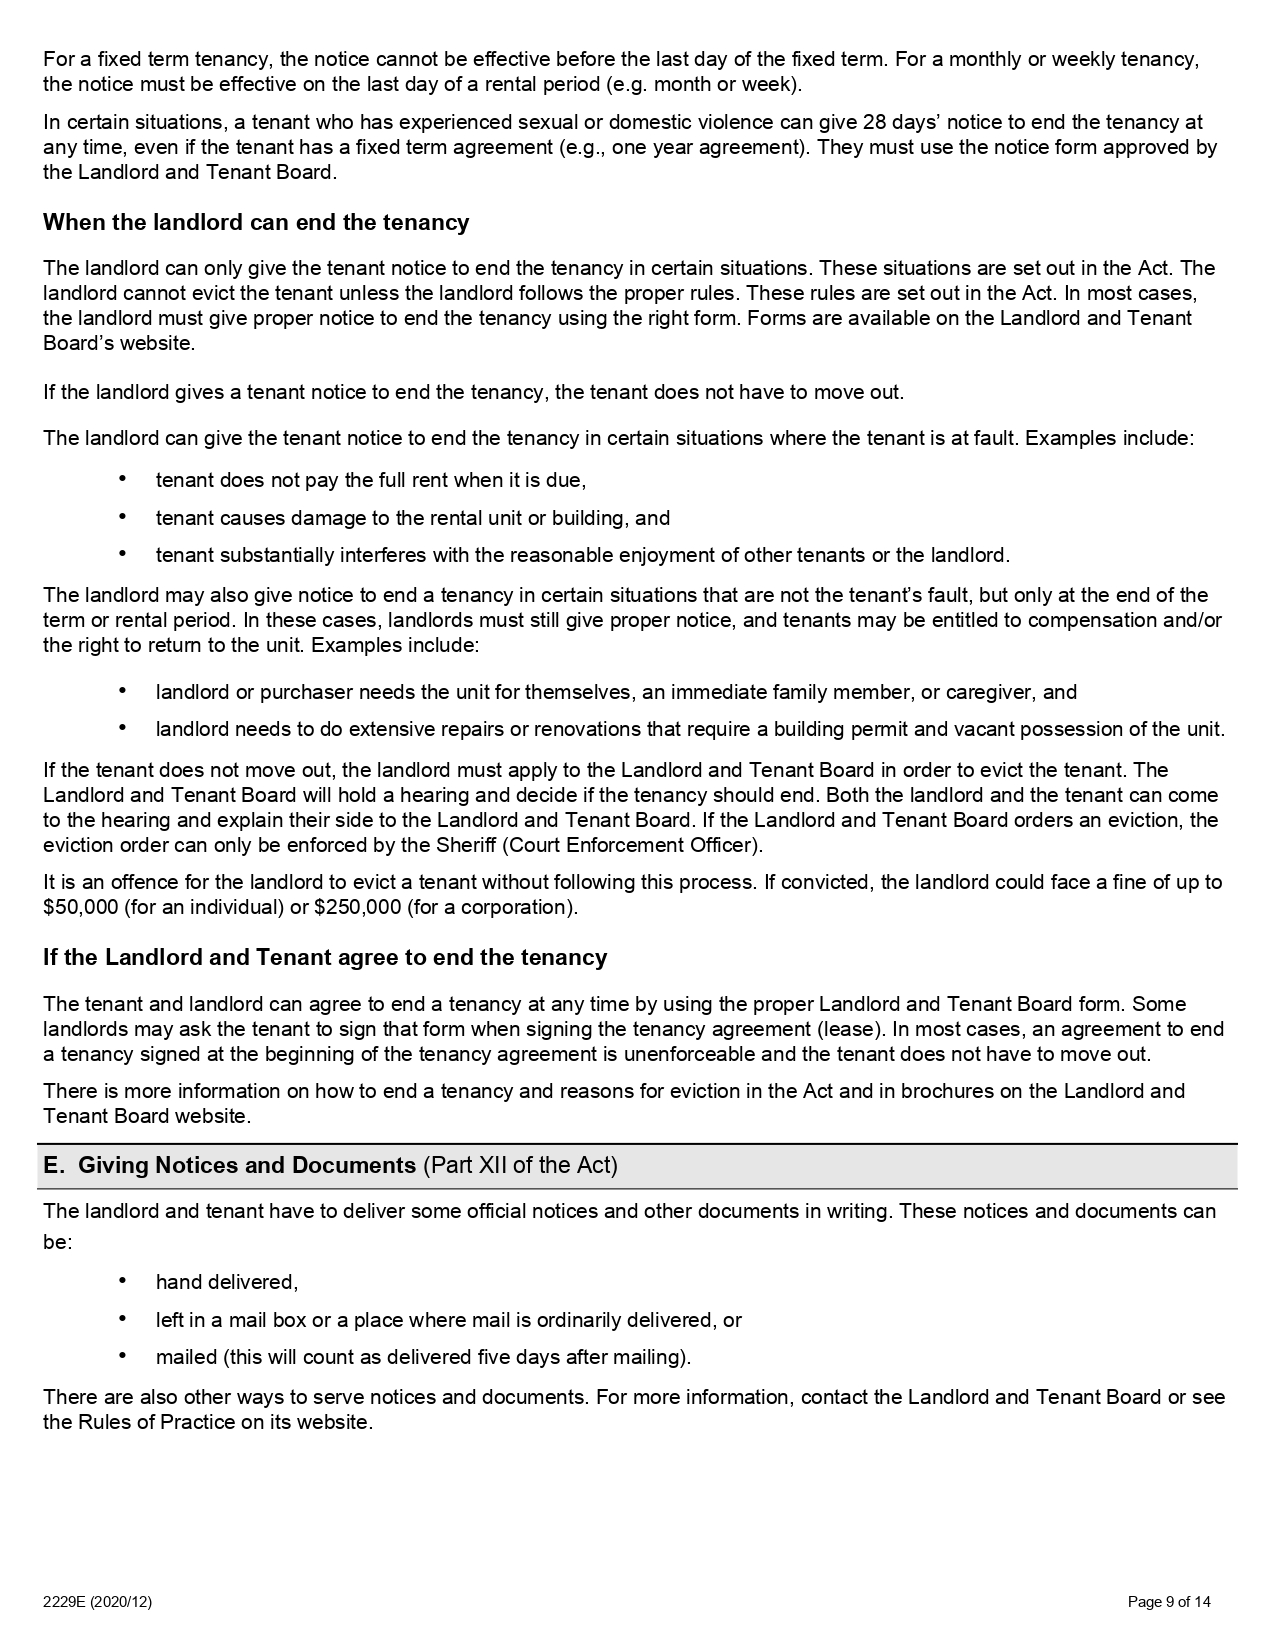 For a fixed term tenancy, the notice cannot be effective before the last day of the fixed term. For a monthly or weekly tenancy,
the notice must be effective on the last day of a rental period (e.g. month or week).
In certain situations, a tenant who has experienced sexual or domestic violence can give 28 days’ notice to end the tenancy at
any time, even if the tenant has a fixed term agreement (e.g., one year agreement). They must use the notice form approved by
the Landlord and Tenant Board.
When the landlord can end the tenancy
The landlord can only give the tenant notice to end the tenancy in certain situations. These situations are set out in the Act. The
landlord cannot evict the tenant unless the landlord follows the proper rules. These rules are set out in the Act. In most cases,
the landlord must give proper notice to end the tenancy using the right form. Forms are available on the Landlord and Tenant
Board’s website.
If the landlord gives a tenant notice to end the tenancy, the tenant does not have to move out.
The landlord can give the tenant notice to end the tenancy in certain situations where the tenant is at fault. Examples include:
• tenant does not pay the full rent when it is due,
• tenant causes damage to the rental unit or building, and
• tenant substantially interferes with the reasonable enjoyment of other tenants or the landlord.
The landlord may also give notice to end a tenancy in certain situations that are not the tenant’s fault, but only at the end of the
term or rental period. In these cases, landlords must still give proper notice, and tenants may be entitled to compensation and/or
the right to return to the unit. Examples include:
• landlord or purchaser needs the unit for themselves, an immediate family member, or caregiver, and
• landlord needs to do extensive repairs or renovations that require a building permit and vacant possession of the unit.
If the tenant does not move out, the landlord must apply to the Landlord and Tenant Board in order to evict the tenant. The
Landlord and Tenant Board will hold a hearing and decide if the tenancy should end. Both the landlord and the tenant can come
to the hearing and explain their side to the Landlord and Tenant Board. If the Landlord and Tenant Board orders an eviction, the
eviction order can only be enforced by the Sheriff (Court Enforcement Officer).
It is an offence for the landlord to evict a tenant without following this process. If convicted, the landlord could face a fine of up to
$50,000 (for an individual) or $250,000 (for a corporation).
If the Landlord and Tenant agree to end the tenancy
The tenant and landlord can agree to end a tenancy at any time by using the proper Landlord and Tenant Board form. Some
landlords may ask the tenant to sign that form when signing the tenancy agreement (lease). In most cases, an agreement to end
a tenancy signed at the beginning of the tenancy agreement is unenforceable and the tenant does not have to move out.
There is more information on how to end a tenancy and reasons for eviction in the Act and in brochures on the Landlord and
Tenant Board website.
E. Giving Notices and Documents (Part XII of the Act)
The landlord and tenant have to deliver some official notices and other documents in writing. These notices and documents can
be:
• hand delivered,
• left in a mail box or a place where mail is ordinarily delivered, or
• mailed (this will count as delivered five days after mailing).
There are also other ways to serve notices and documents. For more information, contact the Landlord and Tenant Board or see
the Rules of Practice on its website.
2229E (2020/12)
Page 9 of 14